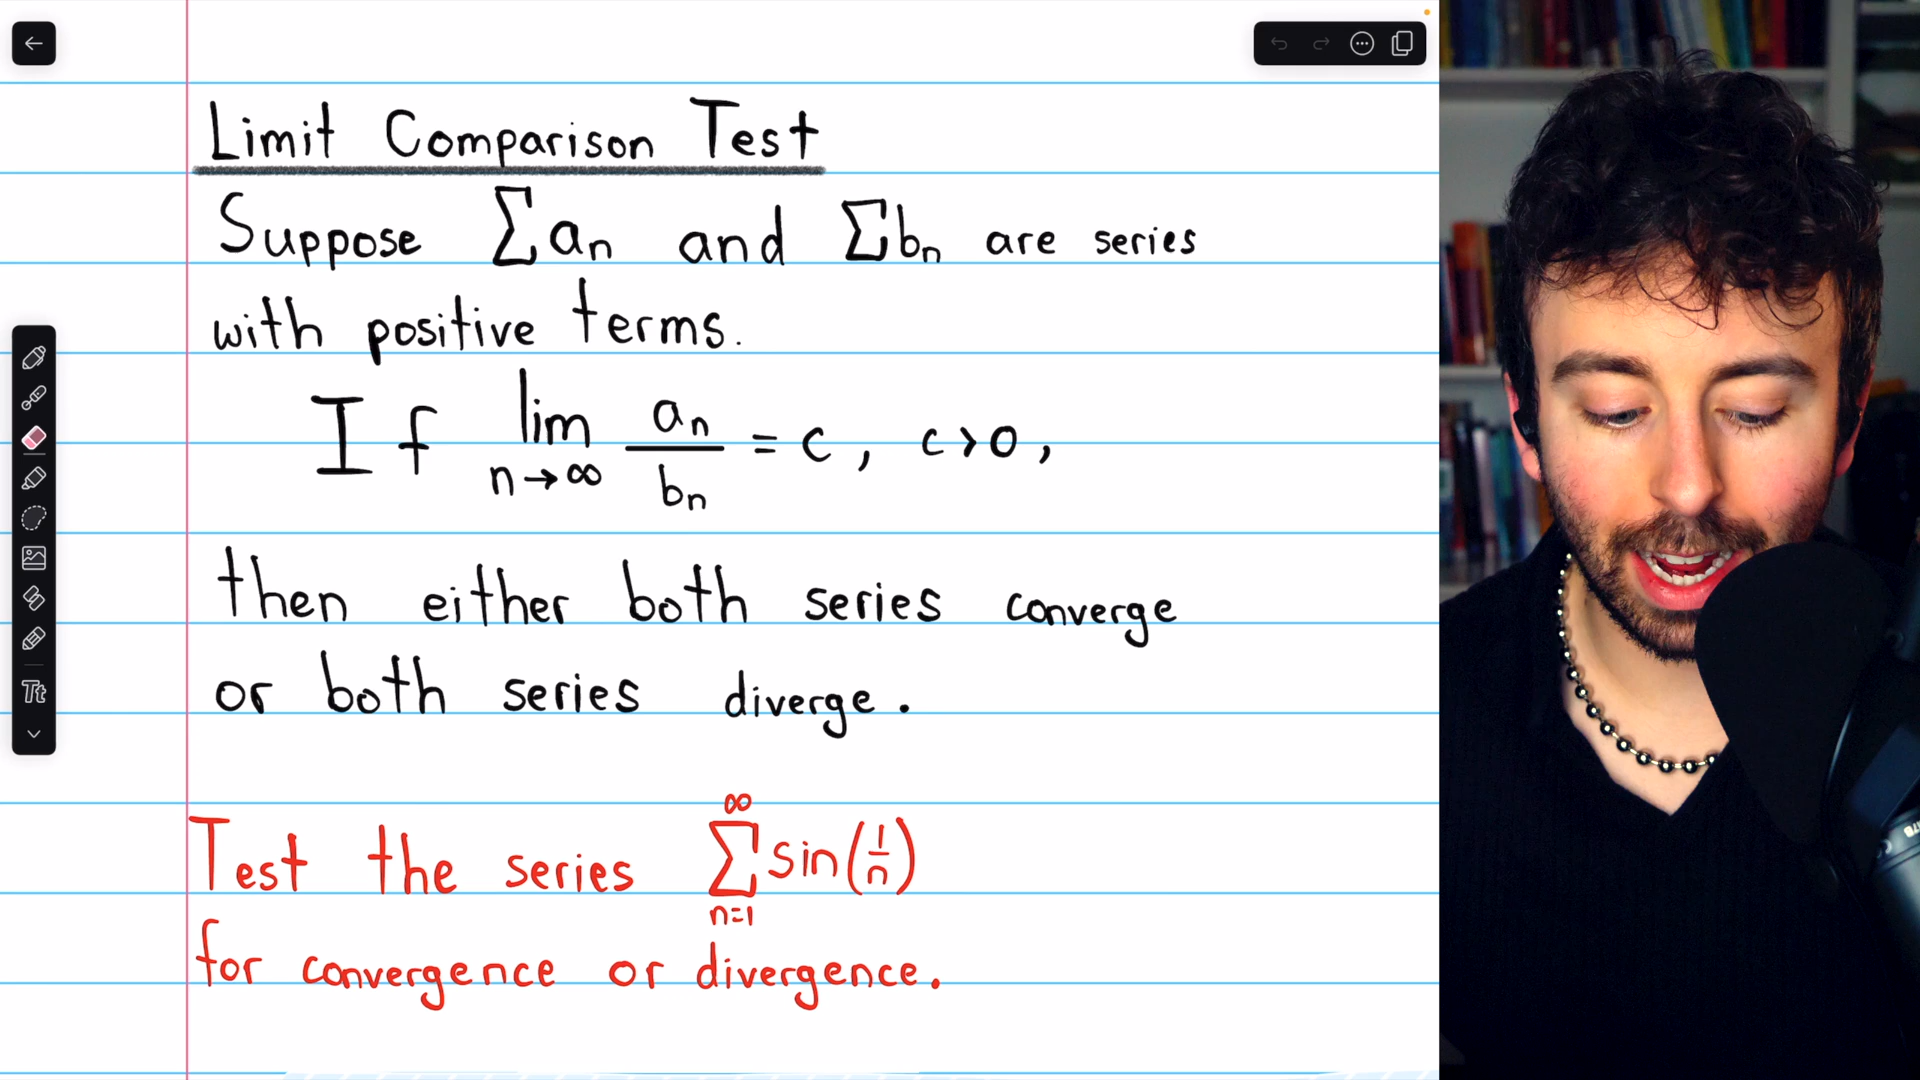 Limit Comparison Test
Suppose ∑aₙ and ∑bₙ are series
with positive terms.
If lim n→∞ aₙ/bₙ = c, c>0,
then either both series converge
or both series diverge.
Test the series ∞ ∑ n=1 sin(1/n)
for convergence or divergence.
Tt